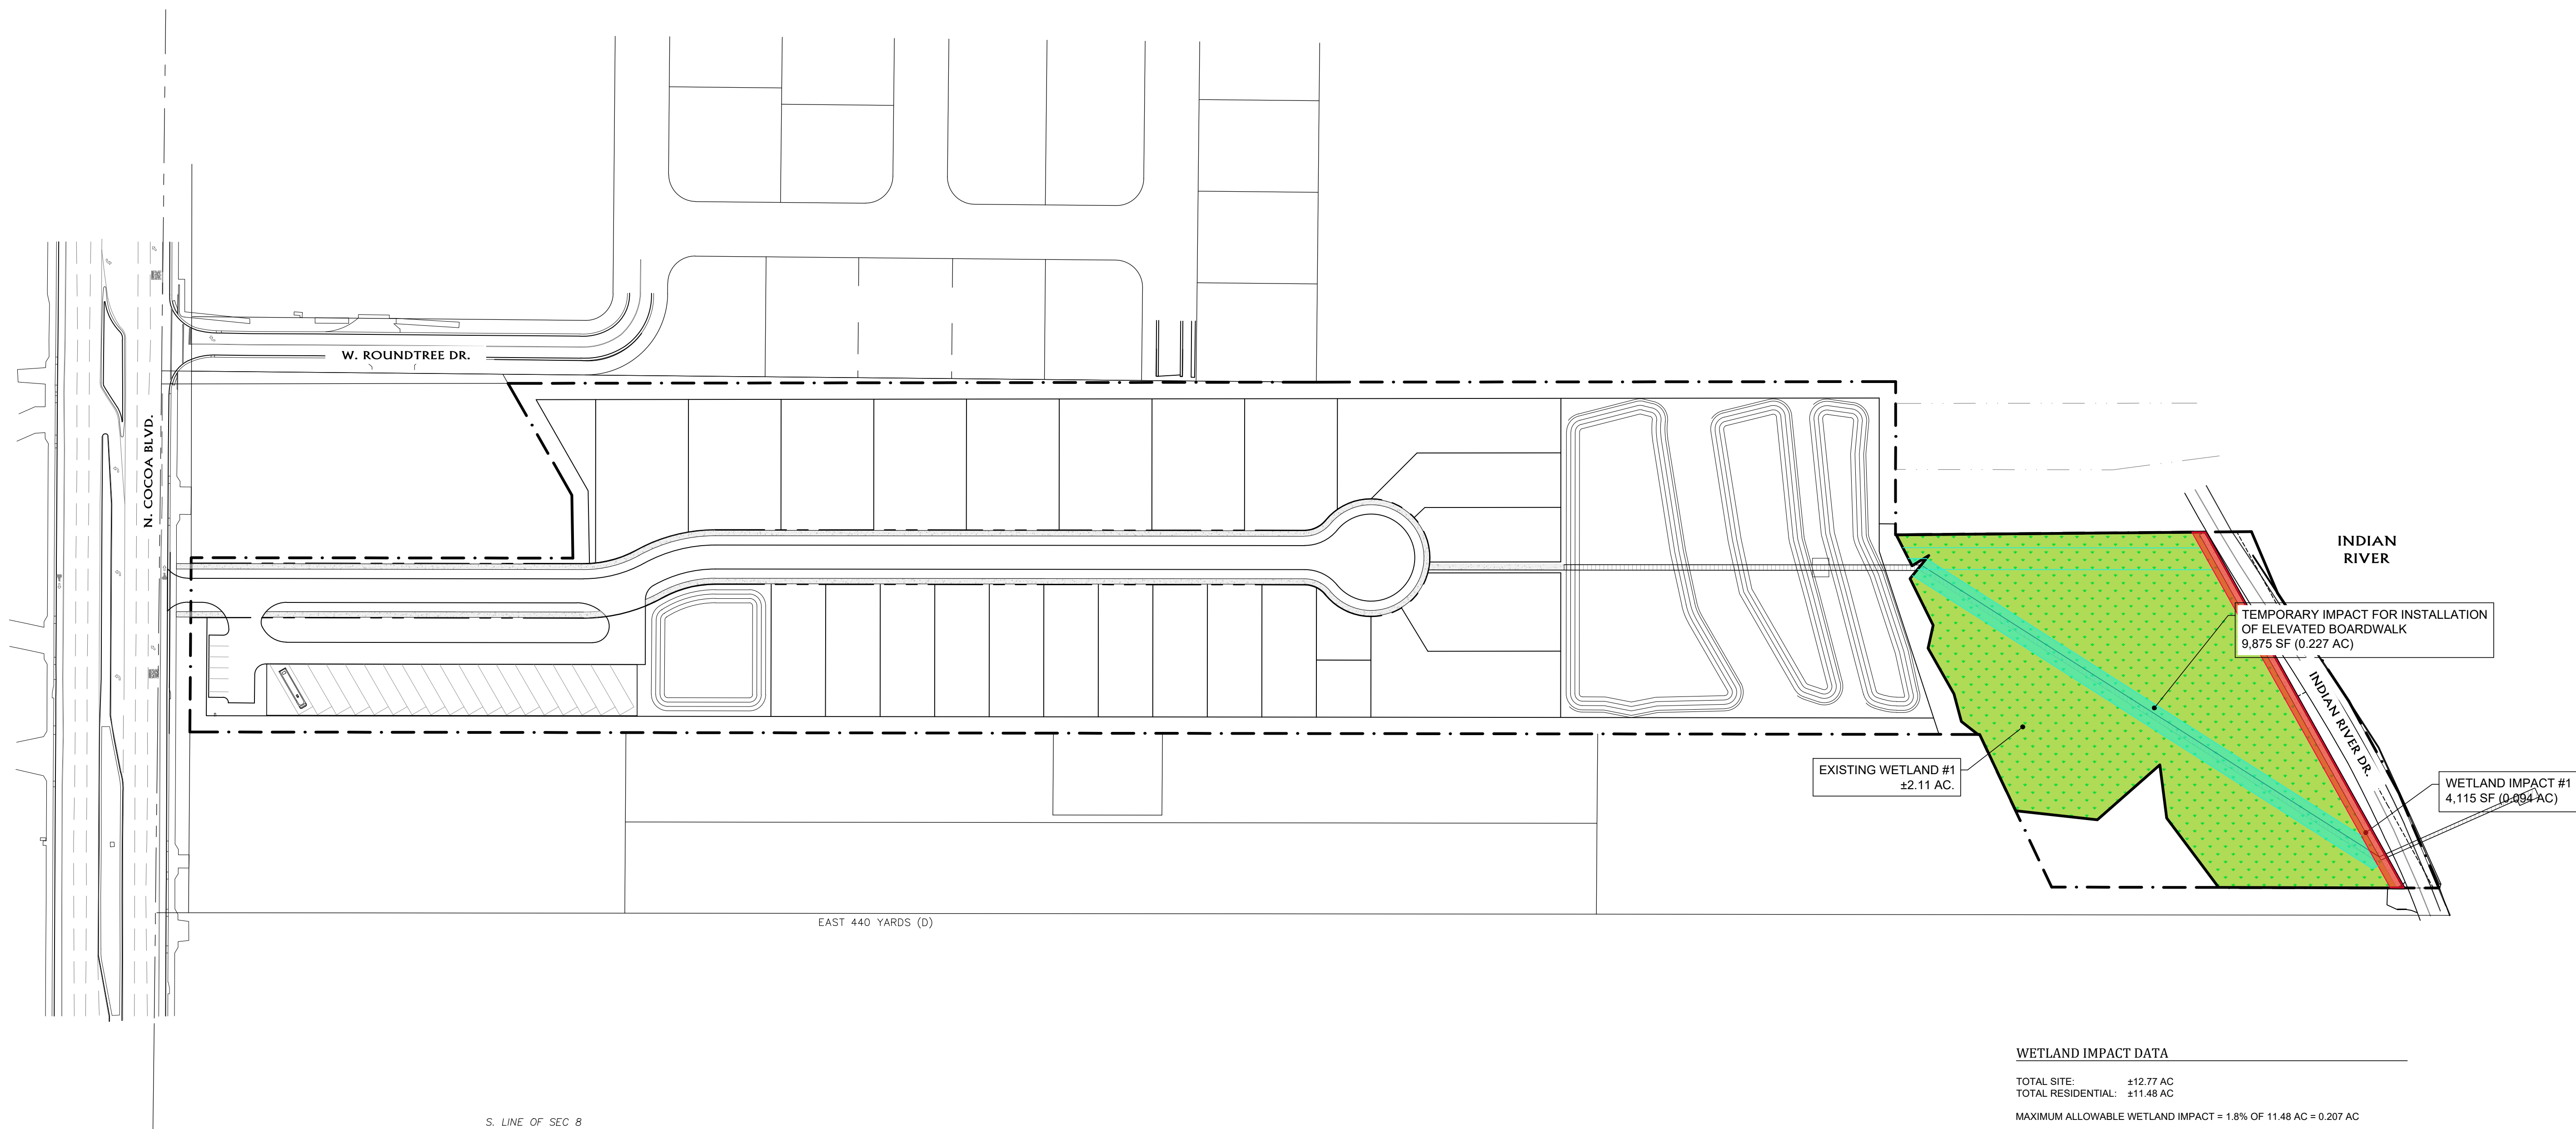 W. ROUNDTREE DR.
N. COCOA BLVD.
INDIAN
RIVER
TEMPORARY IMPACT FOR INSTALLATION
OF ELEVATED BOARDWALK
9,875 SF (0.227 AC)
INDIAN RIVER DR.
EXISTING WETLAND #1
±2.11 AC.
WETLAND IMPACT #1
4,115 SF (0.094 AC)
EAST 440 YARDS (D)
WETLAND IMPACT DATA
TOTAL SITE: ±12.77 AC
TOTAL RESIDENTIAL: ±11.48 AC
MAXIMUM ALLOWABLE WETLAND IMPACT = 1.8% OF 11.48 AC = 0.207 AC
S. LINE OF SEC 8